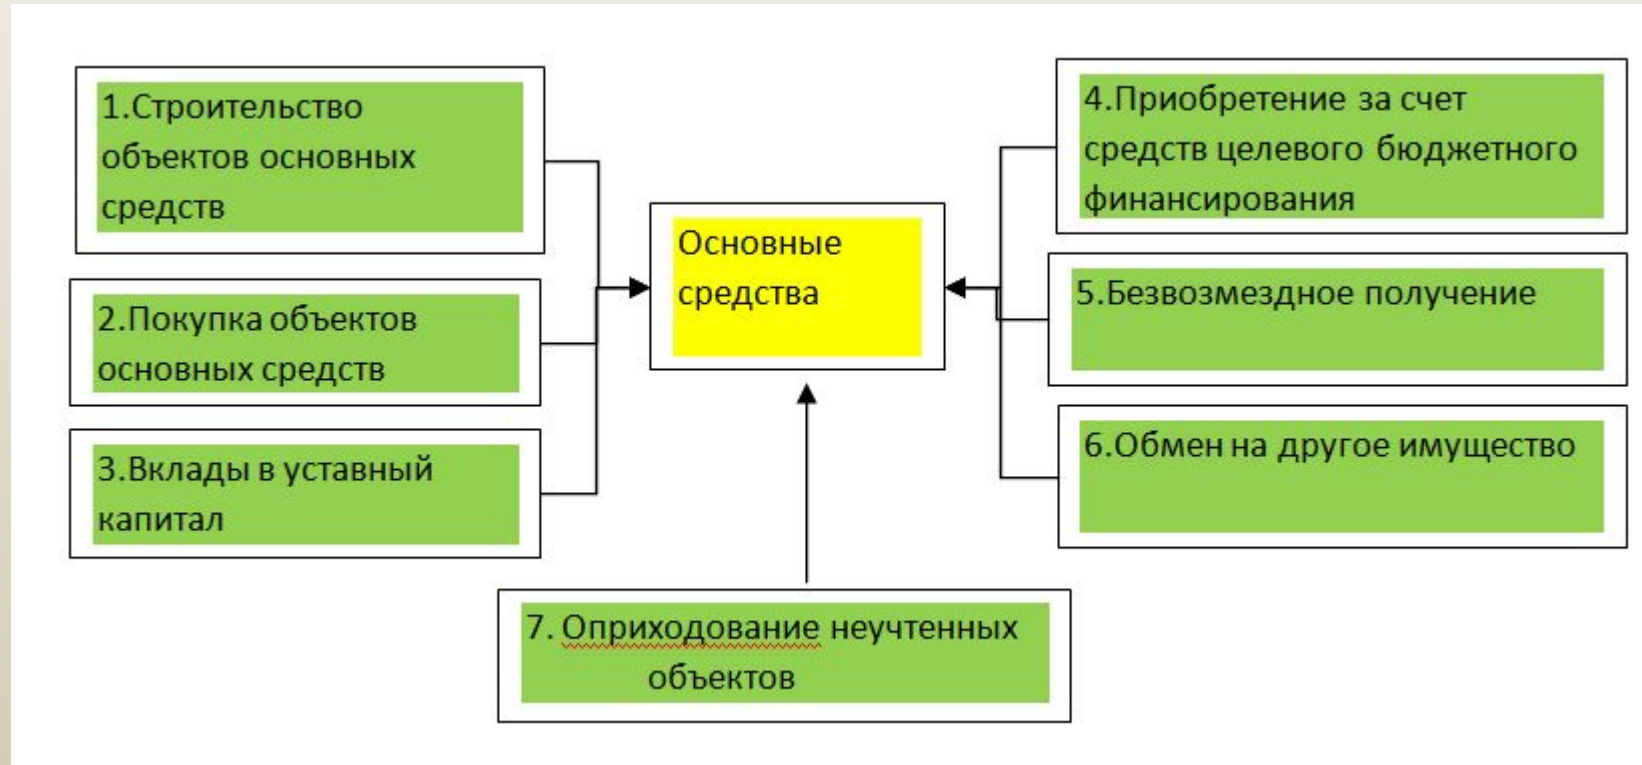 1.Строительство
объектов основных
средств
2.Покупка объектов
основных средств
3.Вклады в уставный
капитал
Основные
средства
4.Приобретение за счет
средств целевого бюджетного
финансирования
5.Безвозмездное получение
6.Обмен на другое имущество
7. Оприходование неучтенных
объектов